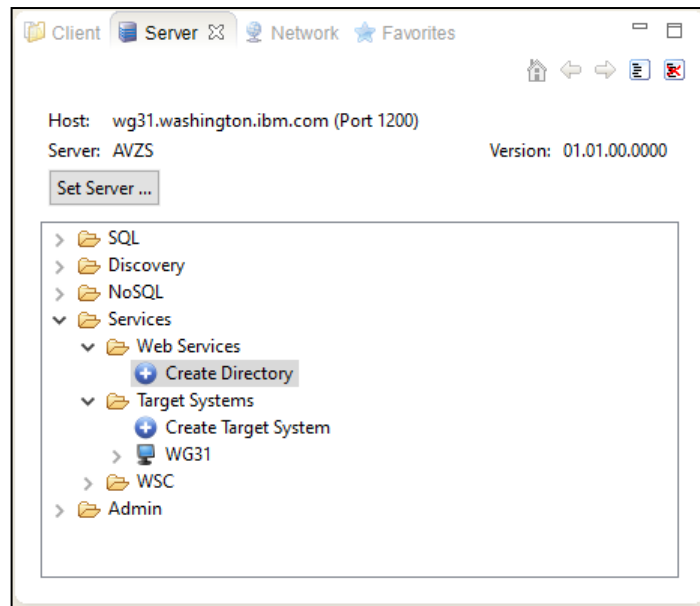 Client Server Network Favorites
Host: wg31.washington.ibm.com (Port 1200)
Server: AVZS Version: 01.01.00.0000
Set Server ...
SQL
Discovery
NoSQL
Services
Web Services
Create Directory
Target Systems
Create Target System
WG31
WSC
Admin